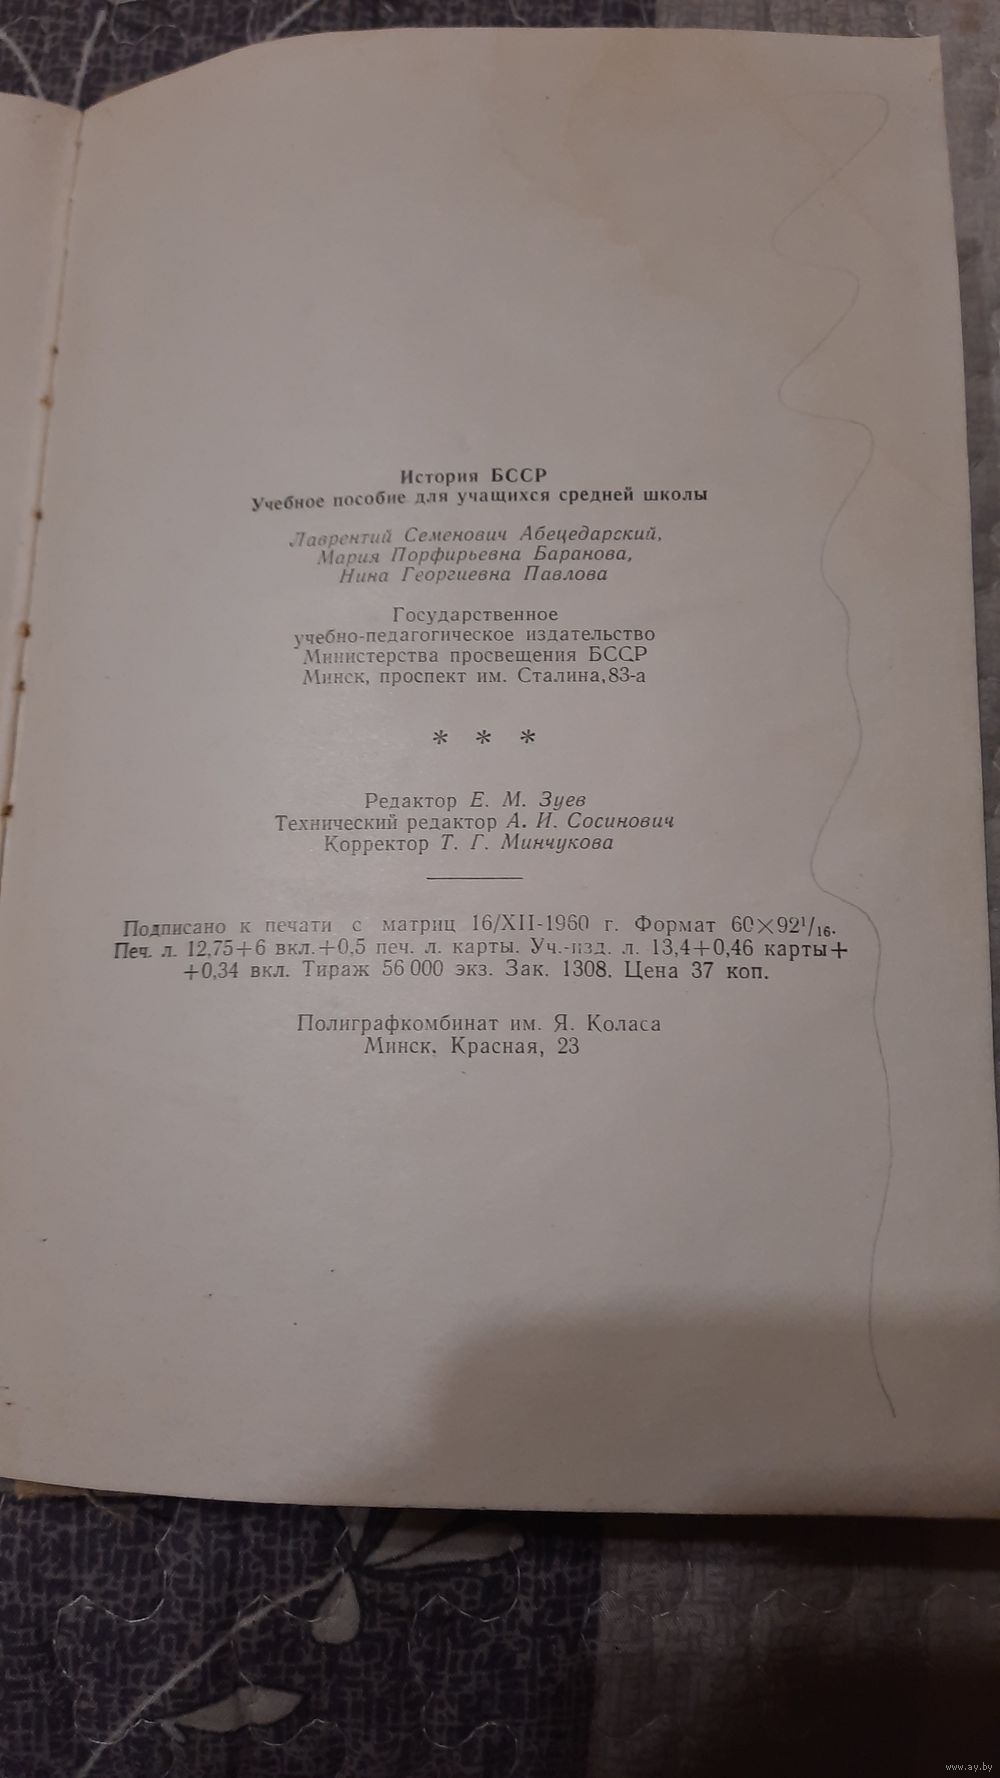 История БССР
Учебное пособие для учащихся средней школы
Лаврентий Семенович Абецедарский,
Мария Порфирьевна Баранова,
Нина Георгиевна Павлова
Государственное
учебно-педагогическое издательство
Министерства просвещения БССР
Минск, проспект им. Сталина, 83-а
* * *
Редактор Е. М. Зуев
Технический редактор А. И. Сосинович
Корректор Т. Г. Минчукова
Подписано к печати с матриц 16/XII-1960 г. Формат 60×92¹/₁₆.
Печ. л. 12,75+6 вкл.+0,5 печ. л. карты. Уч.-изд. л. 13,4+0,46 карты+
+0,34 вкл. Тираж 56 000 экз. Зак. 1308. Цена 37 коп.
Полиграфкомбинат им. Я. Коласа
Минск, Красная, 23
www.ay.by